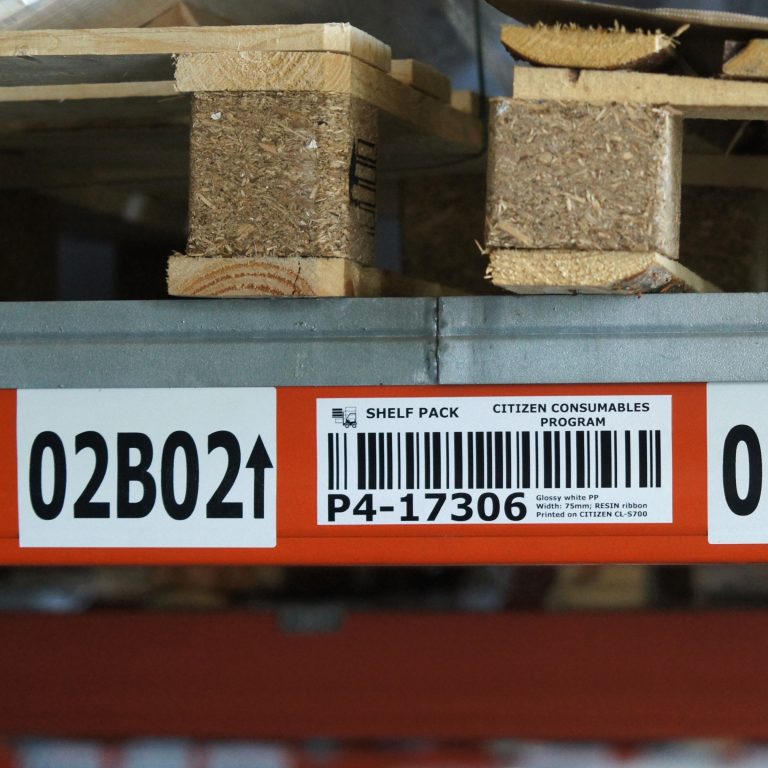 02B02↑
SHELF PACK
CITIZEN CONSUMABLES
PROGRAM
P4-17306
Glossy white PP
Width: 75mm; RESIN ribbon
Printed on CITIZEN CL-S700
0